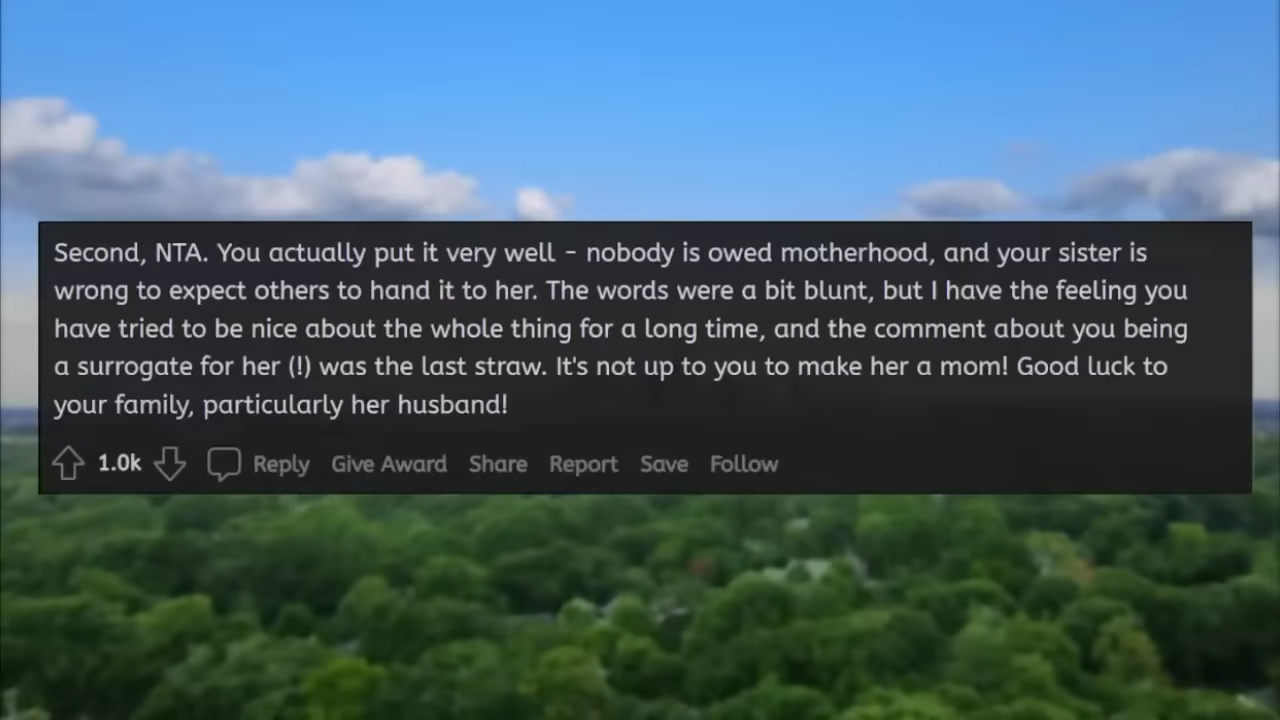 Second, NTA. You actually put it very well - nobody is owed motherhood, and your sister is
wrong to expect others to hand it to her. The words were a bit blunt, but I have the feeling you
have tried to be nice about the whole thing for a long time, and the comment about you being
a surrogate for her (!) was the last straw. It's not up to you to make her a mom! Good luck to
your family, particularly her husband!
1.0k Reply Give Award Share Report Save Follow